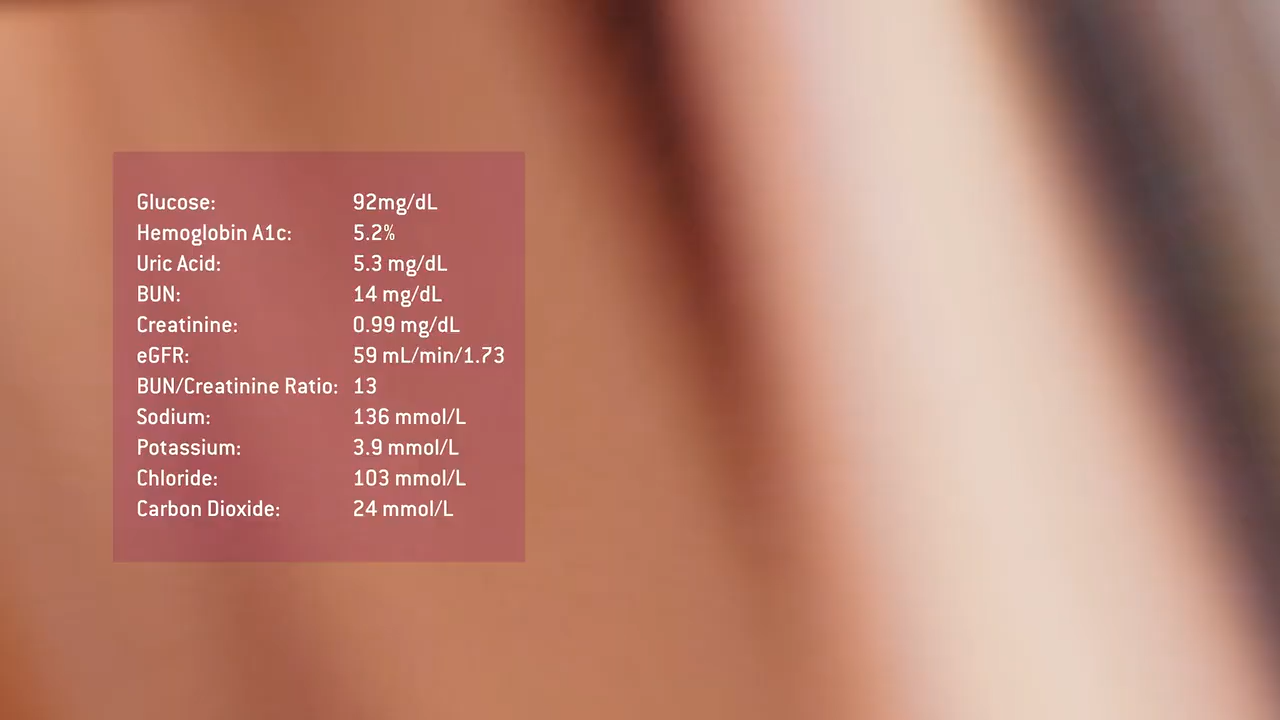 Glucose: 92mg/dL
Hemoglobin A1c: 5.2%
Uric Acid: 5.3 mg/dL
BUN: 14 mg/dL
Creatinine: 0.99 mg/dL
eGFR: 59 mL/min/1.73
BUN/Creatinine Ratio: 13
Sodium: 136 mmol/L
Potassium: 3.9 mmol/L
Chloride: 103 mmol/L
Carbon Dioxide: 24 mmol/L